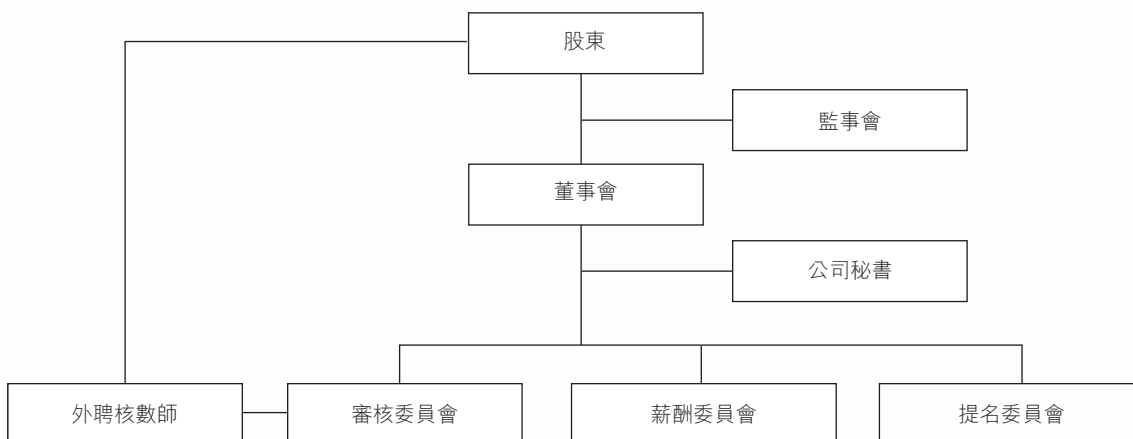 股東
監事會
董事會
公司秘書
外聘核數師
審核委員會
薪酬委員會
提名委員會